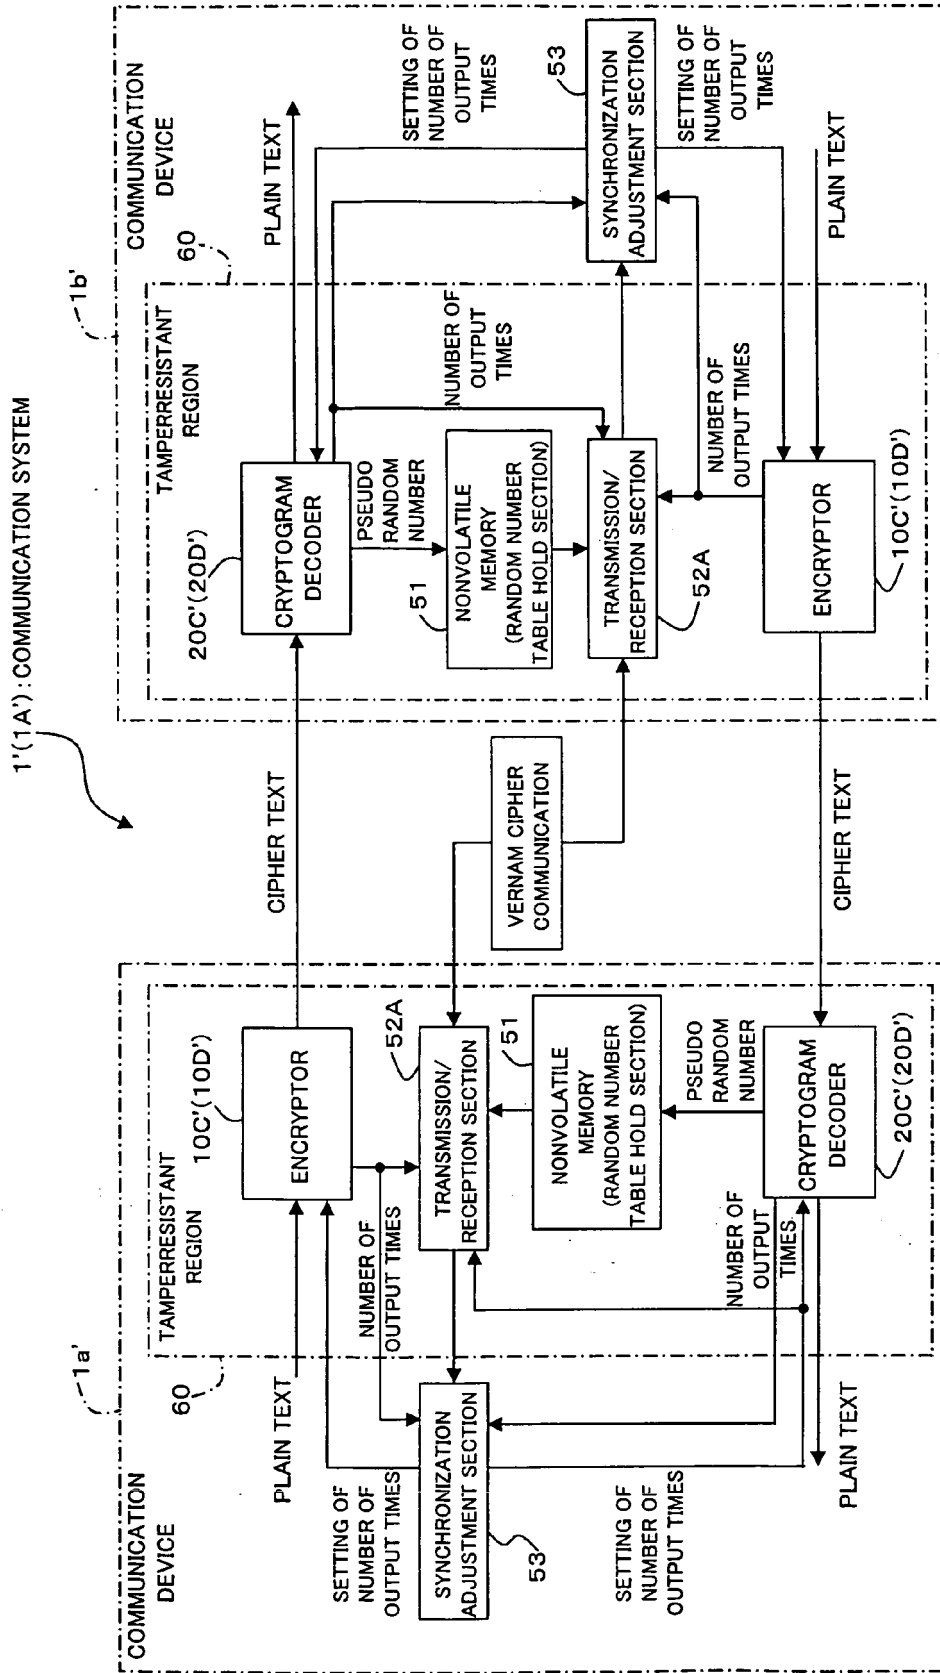 1'(1A') : COMMUNICATION SYSTEM
1a'
COMMUNICATION
DEVICE
60
TAMPERRESISTANT
REGION
10C'(10D')
PLAIN TEXT
ENCRYPTOR
CIPHER TEXT
SETTING OF
NUMBER OF
OUTPUT TIMES
NUMBER OF
OUTPUT TIMES
52A
TRANSMISSION/
RECEPTION SECTION
SYNCHRONIZATION
ADJUSTMENT SECTION
53
51
NONVOLATILE
MEMORY
(RANDOM NUMBER
TABLE HOLD SECTION)
SETTING OF
NUMBER OF
OUTPUT TIMES
NUMBER OF
OUTPUT
TIMES
PSEUDO
RANDOM
NUMBER
CRYPTOGRAM
DECODER
20C'(20D')
PLAIN TEXT
CIPHER TEXT
VERNAM CIPHER
COMMUNICATION
1b'
COMMUNICATION
DEVICE
60
TAMPERRESISTANT
REGION
20C'(20D')
CRYPTOGRAM
DECODER
PLAIN TEXT
PSEUDO
RANDOM
NUMBER
SETTING OF
NUMBER OF
OUTPUT
TIMES
51
NONVOLATILE
MEMORY
(RANDOM NUMBER
TABLE HOLD SECTION)
NUMBER OF
OUTPUT
TIMES
53
TRANSMISSION/
RECEPTION SECTION
52A
SYNCHRONIZATION
ADJUSTMENT SECTION
NUMBER OF
OUTPUT TIMES
SETTING OF
NUMBER OF
OUTPUT
TIMES
ENCRYPTOR
10C'(10D')
PLAIN TEXT